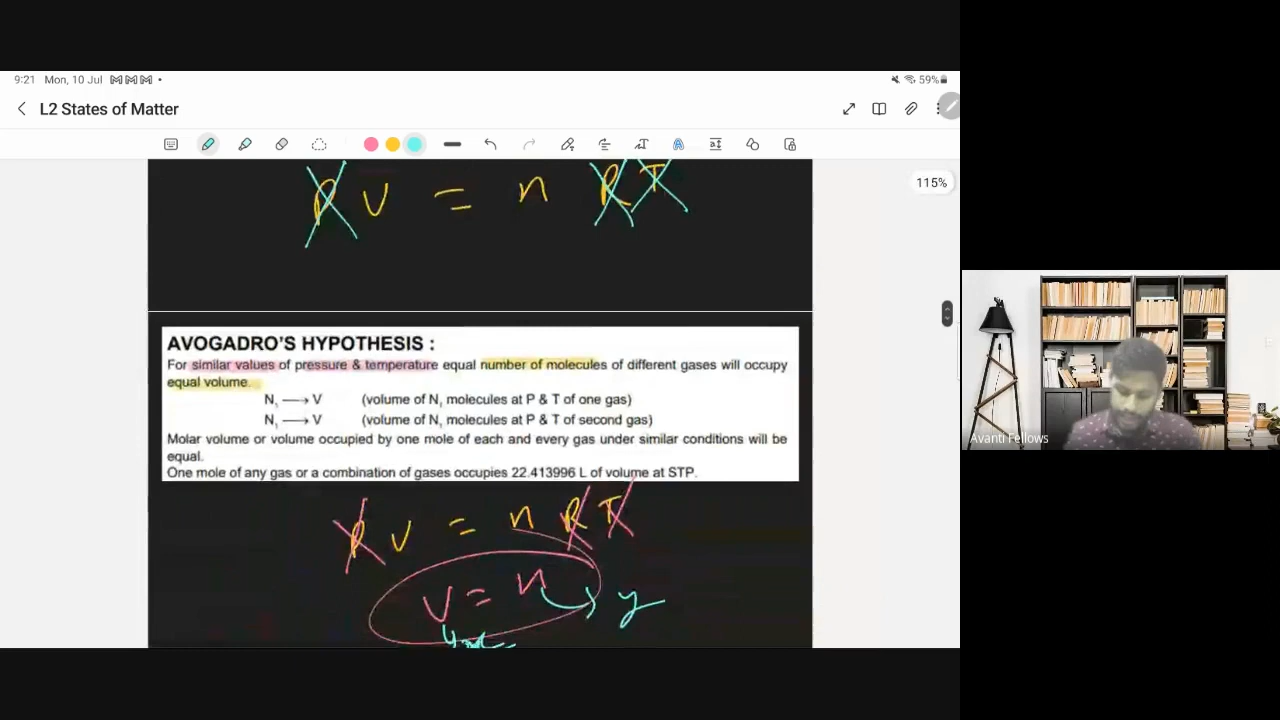 9:21 Mon, 10 Jul
59%
L2 States of Matter
115%
P V = n R T
AVOGADRO'S HYPOTHESIS :
For similar values of pressure & temperature equal number of molecules of different gases will occupy
equal volume.
N₁ ⟶ V (volume of N₁ molecules at P & T of one gas)
N₁ ⟶ V (volume of N₁ molecules at P & T of second gas)
Molar volume or volume occupied by one mole of each and every gas under similar conditions will be
equal.
One mole of any gas or a combination of gases occupies 22.413996 L of volume at STP.
P V = n R T
V = n
y
Avanti Fellows